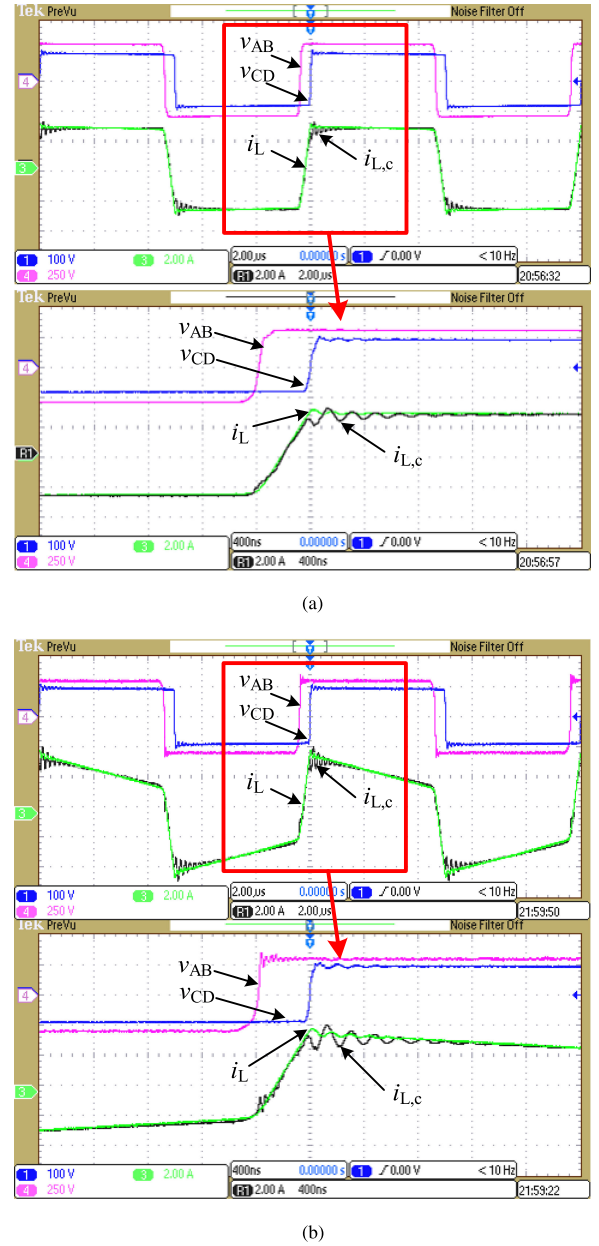 Tek PreVu Noise Filter Off
4
vAB
vCD
iL
iL,c
3
1 100 V 3 2.00 A 2.00 µs 0.00000 s 1 0.00 V < 10 Hz
4 250 V R1 2.00 A 2.00 µs 20:56:32
Tek PreVu Noise Filter Off
vAB
4
vCD
iL
iL,c
R1
1 100 V 3 2.00 A 400ns 0.00000 s 1 0.00 V < 10 Hz
4 250 V R1 2.00 A 400ns 20:56:57
(a)
Tek PreVu Noise Filter Off
vAB
4
vCD
iL
iL,c
3
1 100 V 3 2.00 A 2.00 µs 0.00000 s 1 0.00 V < 10 Hz
4 250 V R1 2.00 A 2.00 µs 21:59:50
Tek PreVu Noise Filter Off
vAB
4
vCD
iL
iL,c
3
1 100 V 3 2.00 A 400ns 0.00000 s 1 0.00 V < 10 Hz
4 250 V R1 2.00 A 400ns 21:59:22
(b)